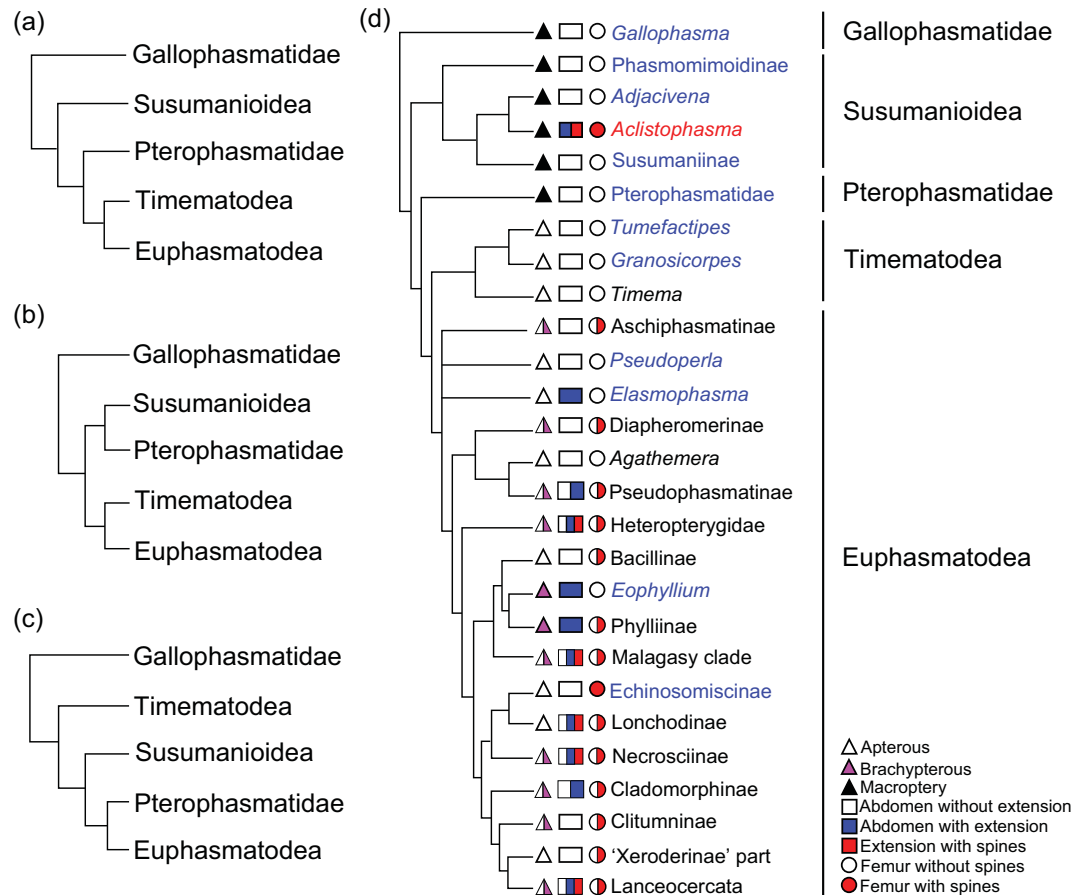 (a)
Gallophasmatidae
Susumanioidea
Pterophasmatidae
Timematodea
Euphasmatodea
(b)
Gallophasmatidae
Susumanioidea
Pterophasmatidae
Timematodea
Euphasmatodea
(c)
Gallophasmatidae
Timematodea
Susumanioidea
Pterophasmatidae
Euphasmatodea
(d)
Gallophasma
Phasmomimoidinae
Adjacivena
Aclistophasma
Susumaniinae
Pterophasmatidae
Tumefactipes
Granosicorpes
Timema
Aschiphasmatinae
Pseudoperla
Elasmophasma
Diapheromerinae
Agathemera
Pseudophasmatinae
Heteropterygidae
Bacillinae
Eophyllium
Phylliinae
Malagasy clade
Echinosomiscinae
Lonchodinae
Necrosciinae
Cladomorphinae
Clitumninae
‘Xeroderinae’ part
Lanceocercata
Gallophasmatidae
Susumanioidea
Pterophasmatidae
Timematodea
Euphasmatodea
Apterous
Brachypterous
Macroptery
Abdomen without extension
Abdomen with extension
Extension with spines
Femur without spines
Femur with spines